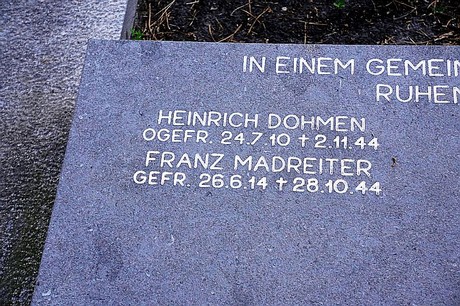 IN EINEM GEMEIN
RUHEN
HEINRICH DOHMEN
OGEFR. 24.7.10 † 2.11.44
FRANZ MADREITER
GEFR. 26.6.14 † 28.10.44